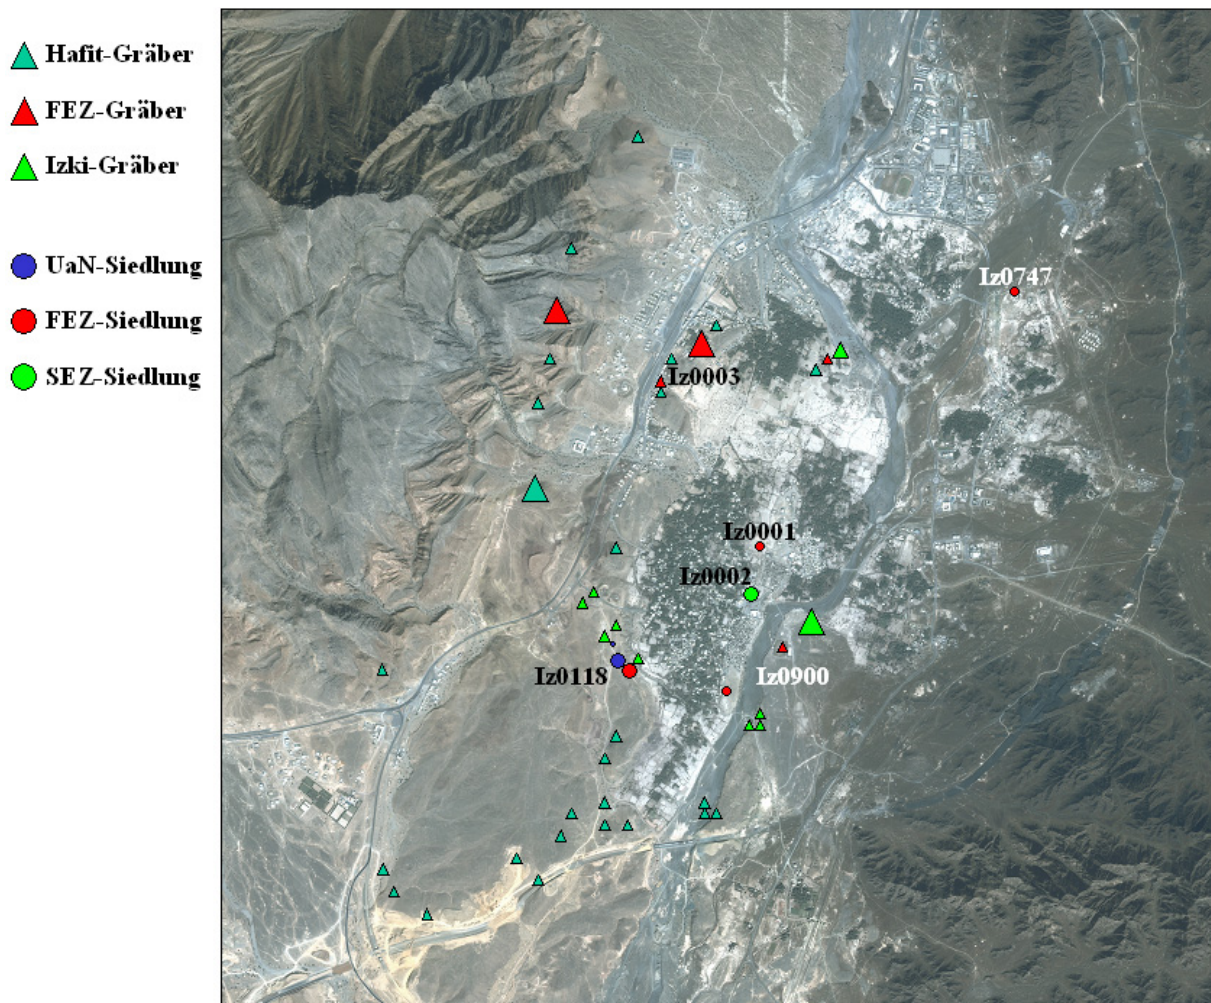 Hafit-Gräber
FEZ-Gräber
Izki-Gräber
UaN-Siedlung
FEZ-Siedlung
SEZ-Siedlung
Iz0747
Iz0003
Iz0001
Iz0002
Iz0118
Iz0900